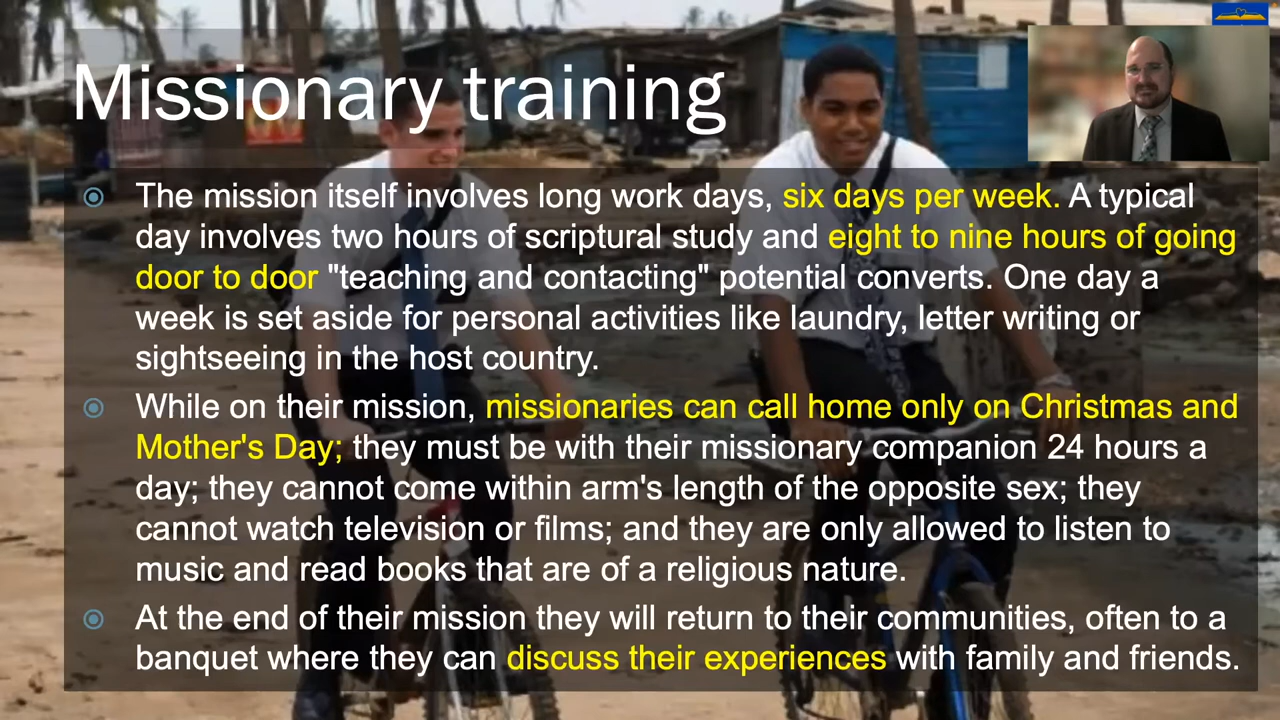 Missionary training
The mission itself involves long work days, six days per week. A typical
day involves two hours of scriptural study and eight to nine hours of going
door to door "teaching and contacting" potential converts. One day a
week is set aside for personal activities like laundry, letter writing or
sightseeing in the host country.
While on their mission, missionaries can call home only on Christmas and
Mother's Day; they must be with their missionary companion 24 hours a
day; they cannot come within arm's length of the opposite sex; they
cannot watch television or films; and they are only allowed to listen to
music and read books that are of a religious nature.
At the end of their mission they will return to their communities, often to a
banquet where they can discuss their experiences with family and friends.